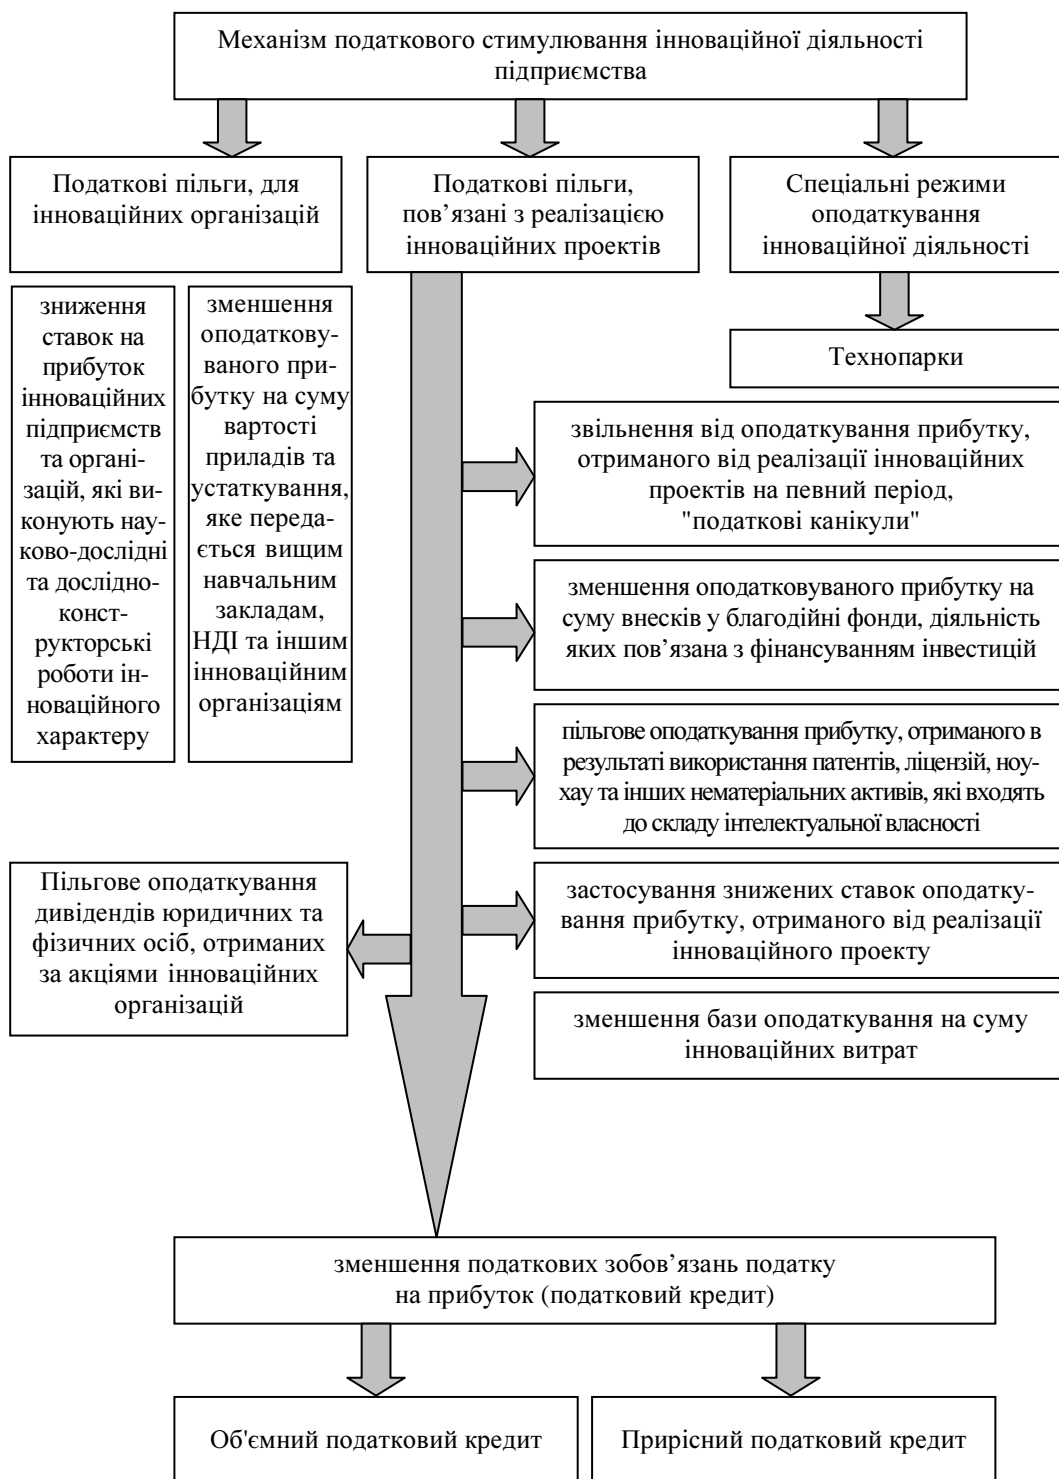 Механізм податкового стимулювання інноваційної діяльності
підприємства
Податкові пільги, для
інноваційних організацій
Податкові пільги,
пов’язані з реалізацією
інноваційних проектів
Спеціальні режими
оподаткування
інноваційної діяльності
зниження
ставок на
прибуток
інноваційних
підприємств
та органі-
зацій, які ви-
конують нау-
ково-дослідні
та дослідно-
конст-
рукторські
роботи ін-
новаційного
характеру
зменшення
оподаткову-
ваного при-
бутку на суму
вартості
приладів та
устаткування,
яке переда-
ється вищим
навчальним
закладам,
НДІ та іншим
інноваційним
організаціям
Технопарки
звільнення від оподаткування прибутку,
отриманого від реалізації інноваційних
проектів на певний період,
"податкові канікули"
зменшення оподатковуваного прибутку на
суму внесків у благодійні фонди, діяльність
яких пов’язана з фінансуванням інвестицій
пільгове оподаткування прибутку, отриманого в
результаті використання патентів, ліцензій, ноу-
хау та інших нематеріальних активів, які входять
до складу інтелектуальної власності
Пільгове оподаткування
дивідендів юридичних та
фізичних осіб, отриманих
за акціями інноваційних
організацій
застосування знижених ставок оподатку-
вання прибутку, отриманого від реалізації
інноваційного проекту
зменшення бази оподаткування на суму
інноваційних витрат
зменшення податкових зобов’язань податку
на прибуток (податковий кредит)
Об'ємний податковий кредит
Прирісний податковий кредит